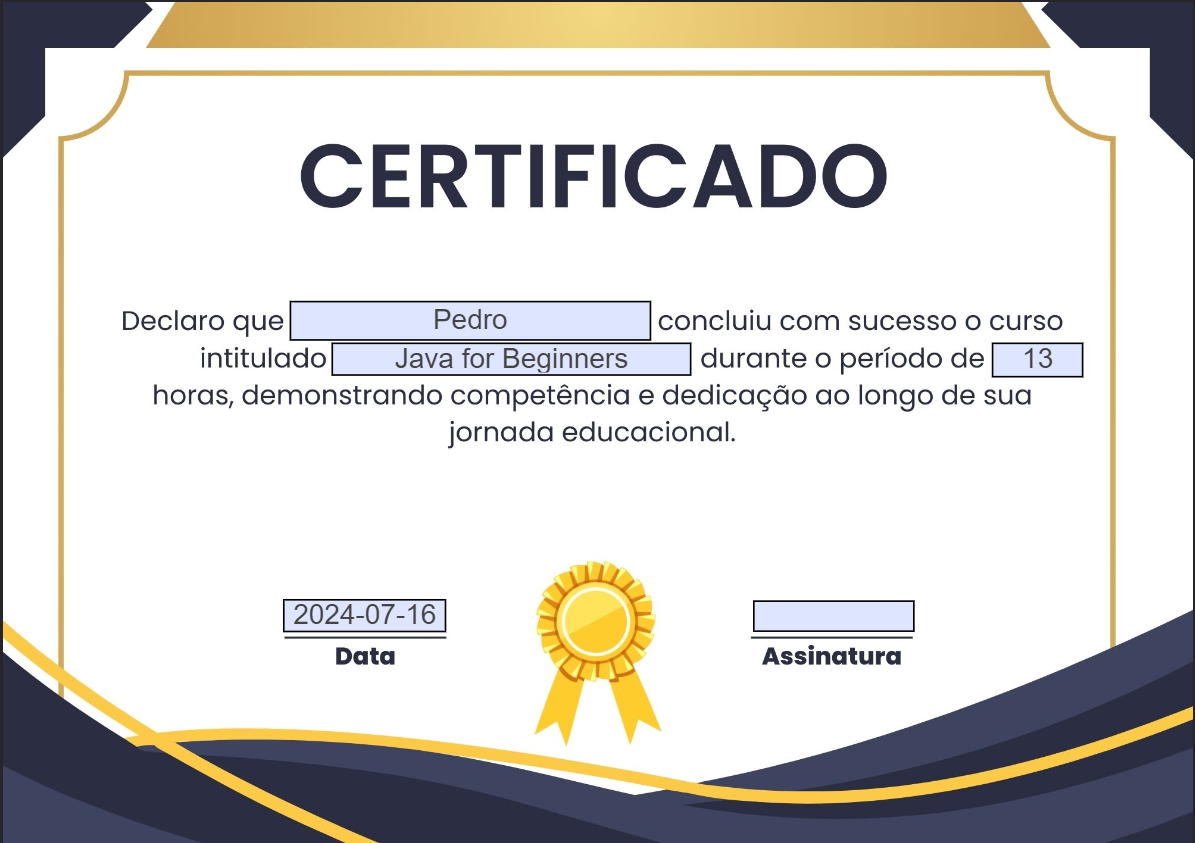 CERTIFICADO
Declaro que Pedro concluiu com sucesso o curso
intitulado Java for Beginners durante o período de 13
horas, demonstrando competência e dedicação ao longo de sua
jornada educacional.
2024-07-16
Data Assinatura